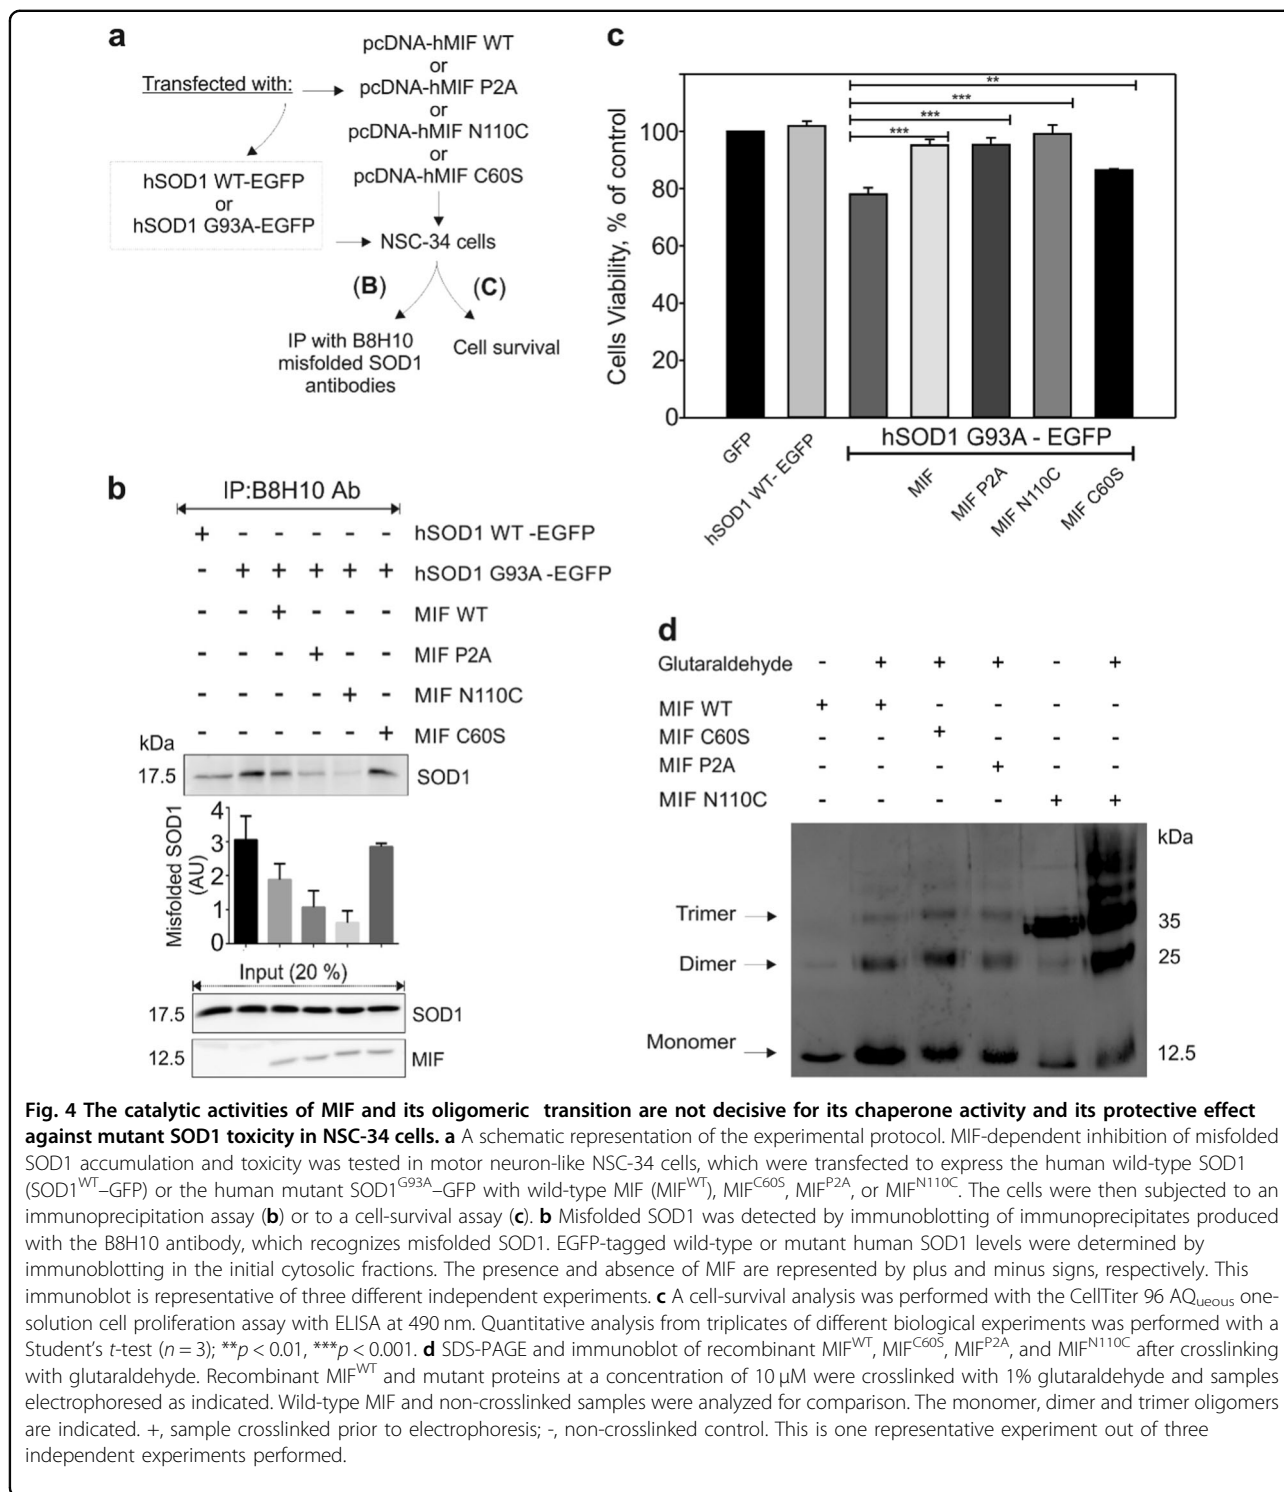 a
Transfected with:
pcDNA-hMIF WT
or
pcDNA-hMIF P2A
or
pcDNA-hMIF N110C
or
pcDNA-hMIF C60S
hSOD1 WT-EGFP
or
hSOD1 G93A-EGFP
NSC-34 cells
(B) (C)
IP with B8H10
misfolded SOD1
antibodies
Cell survival
c
Cells Viability, % of control
100
80
60
40
20
0
**
***
***
***
GFP
hSOD1 WT- EGFP
hSOD1 G93A - EGFP
MIF
MIF P2A
MIF N110C
MIF C60S
b
IP:B8H10 Ab
+ - - - - - hSOD1 WT -EGFP
- + + + + + hSOD1 G93A -EGFP
- - + - - - MIF WT
- - - + - - MIF P2A
- - - - + - MIF N110C
- - - - - + MIF C60S
kDa
17.5 SOD1
Misfolded SOD1
(AU)
4
3
2
1
0
Input (20 %)
17.5 SOD1
12.5 MIF
d
Glutaraldehyde - + + + - +
MIF WT + + - - - -
MIF C60S - - + - - -
MIF P2A - - - + - -
MIF N110C - - - - + +
kDa
Trimer 35
Dimer 25
Monomer 12.5
Fig. 4 The catalytic activities of MIF and its oligomeric transition are not decisive for its chaperone activity and its protective effect
against mutant SOD1 toxicity in NSC-34 cells. a A schematic representation of the experimental protocol. MIF-dependent inhibition of misfolded
SOD1 accumulation and toxicity was tested in motor neuron-like NSC-34 cells, which were transfected to express the human wild-type SOD1
(SOD1WT–GFP) or the human mutant SOD1G93A–GFP with wild-type MIF (MIFWT), MIFC60S, MIFP2A, or MIFN110C. The cells were then subjected to an
immunoprecipitation assay (b) or to a cell-survival assay (c). b Misfolded SOD1 was detected by immunoblotting of immunoprecipitates produced
with the B8H10 antibody, which recognizes misfolded SOD1. EGFP-tagged wild-type or mutant human SOD1 levels were determined by
immunoblotting in the initial cytosolic fractions. The presence and absence of MIF are represented by plus and minus signs, respectively. This
immunoblot is representative of three different independent experiments. c A cell-survival analysis was performed with the CellTiter 96 AQueous one-
solution cell proliferation assay with ELISA at 490 nm. Quantitative analysis from triplicates of different biological experiments was performed with a
Student's t-test (n = 3); **p < 0.01, ***p < 0.001. d SDS-PAGE and immunoblot of recombinant MIFWT, MIFC60S, MIFP2A, and MIFN110C after crosslinking
with glutaraldehyde. Recombinant MIFWT and mutant proteins at a concentration of 10 μM were crosslinked with 1% glutaraldehyde and samples
electrophoresed as indicated. Wild-type MIF and non-crosslinked samples were analyzed for comparison. The monomer, dimer and trimer oligomers
are indicated. +, sample crosslinked prior to electrophoresis; -, non-crosslinked control. This is one representative experiment out of three
independent experiments performed.